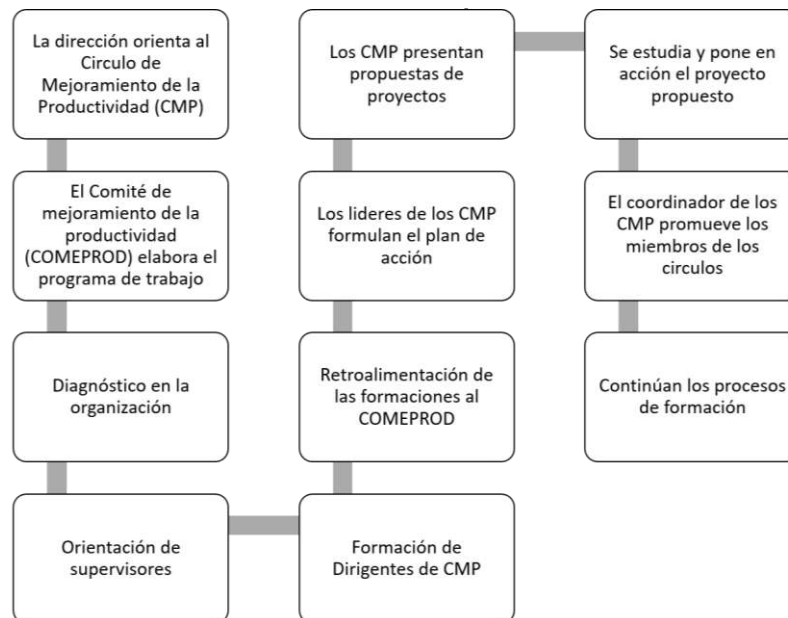 La dirección orienta al
Circulo de
Mejoramiento de la
Productividad (CMP)
El Comité de
mejoramiento de la
productividad
(COMEPROD) elabora el
programa de trabajo
Diagnóstico en la
organización
Orientación de
supervisores
Formación de
Dirigentes de CMP
Retroalimentación de
las formaciones al
COMEPROD
Los lideres de los CMP
formulan el plan de
acción
Los CMP presentan
propuestas de
proyectos
Se estudia y pone en
acción el proyecto
propuesto
El coordinador de los
CMP promueve los
miembros de los
circulos
Continúan los procesos
de formación